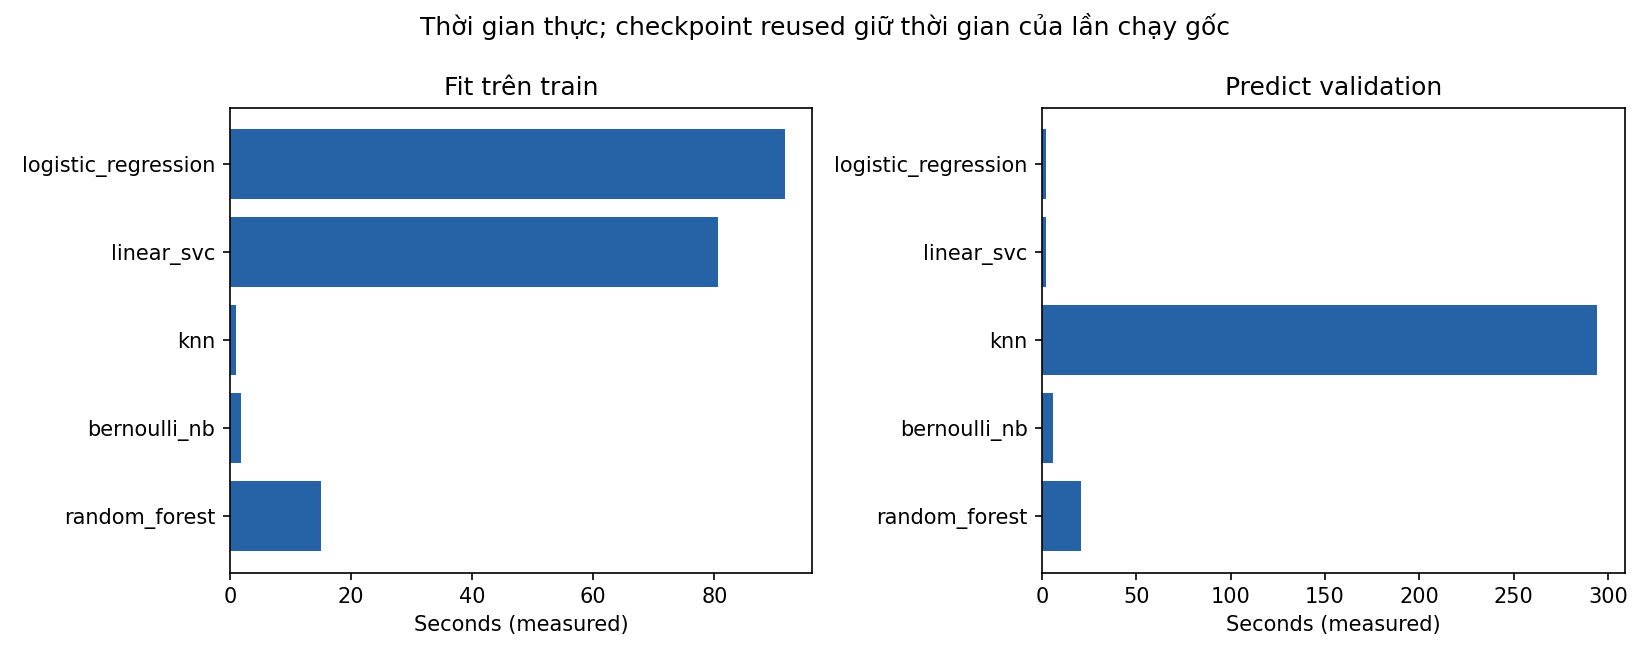 Thời gian thực; checkpoint reused giữ thời gian của lần chạy gốc
Fit trên train
logistic_regression
linear_svc
knn
bernoulli_nb
random_forest
0 20 40 60 80
Seconds (measured)
Predict validation
logistic_regression
linear_svc
knn
bernoulli_nb
random_forest
0 50 100 150 200 250 300
Seconds (measured)